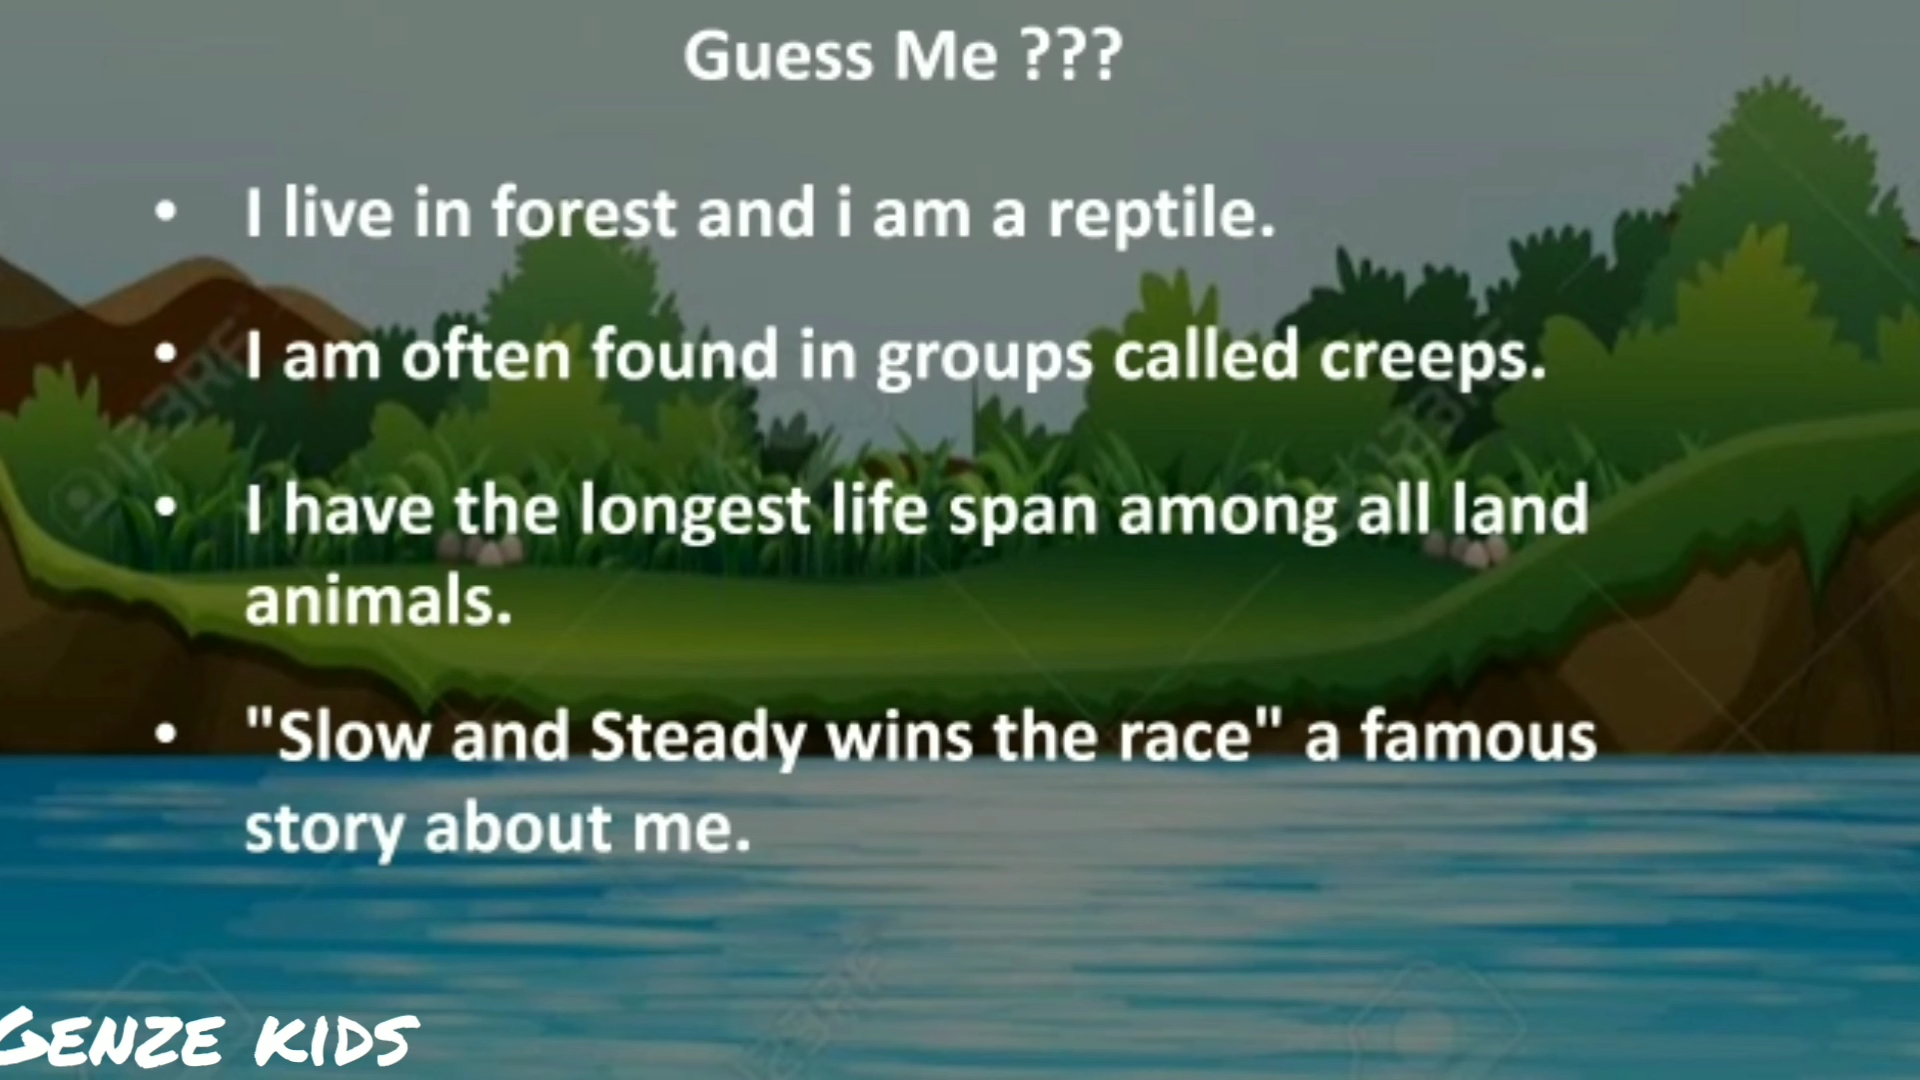 Guess Me ???
• I live in forest and i am a reptile.
• I am often found in groups called creeps.
• I have the longest life span among all land
animals.
• "Slow and Steady wins the race" a famous
story about me.
GENZE KIDS